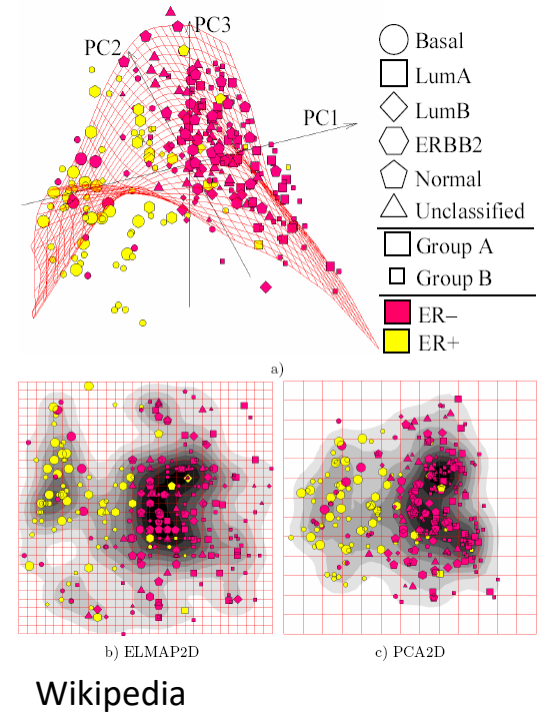 PC3
PC2
PC1
Basal
LumA
LumB
ERBB2
Normal
Unclassified
Group A
Group B
ER−
ER+
a)
b) ELMAP2D
c) PCA2D
Wikipedia